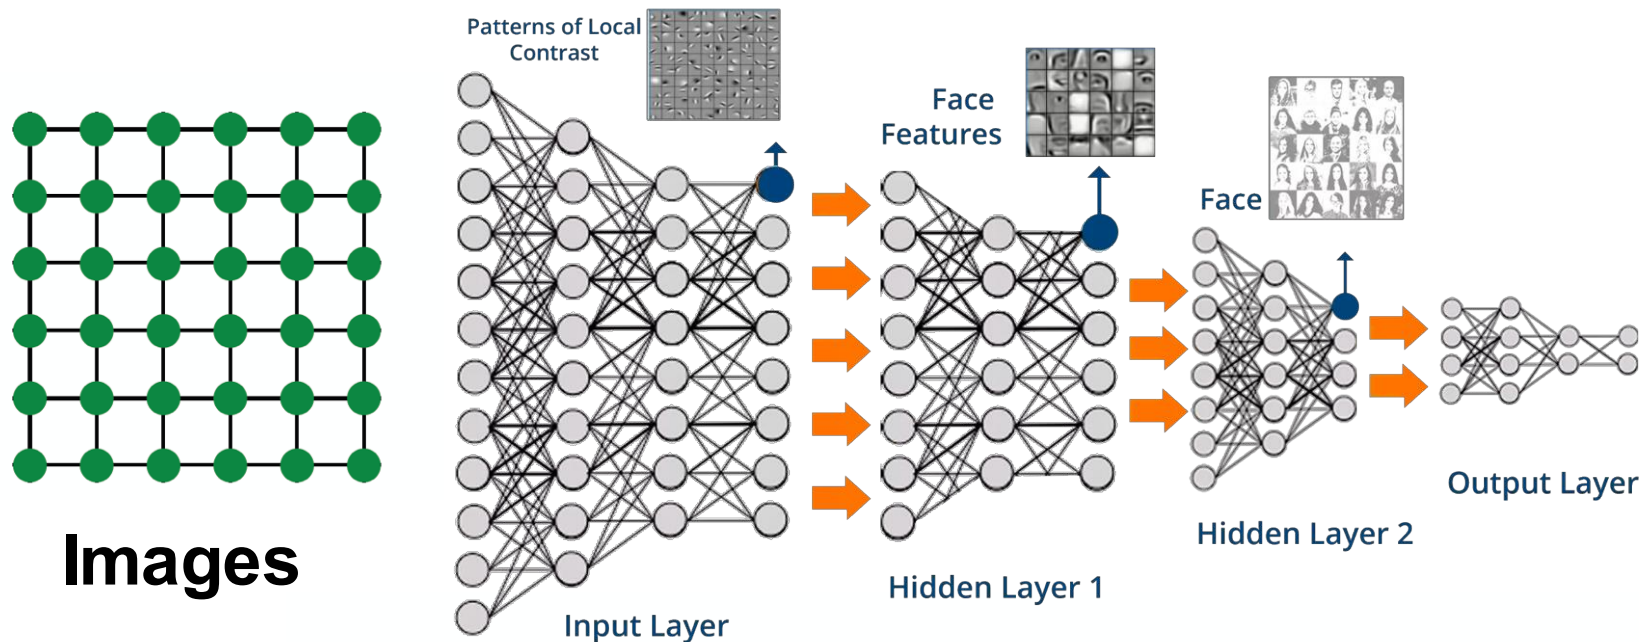 Patterns of Local
Contrast
Face
Features
Face
Images
Input Layer
Hidden Layer 1
Hidden Layer 2
Output Layer